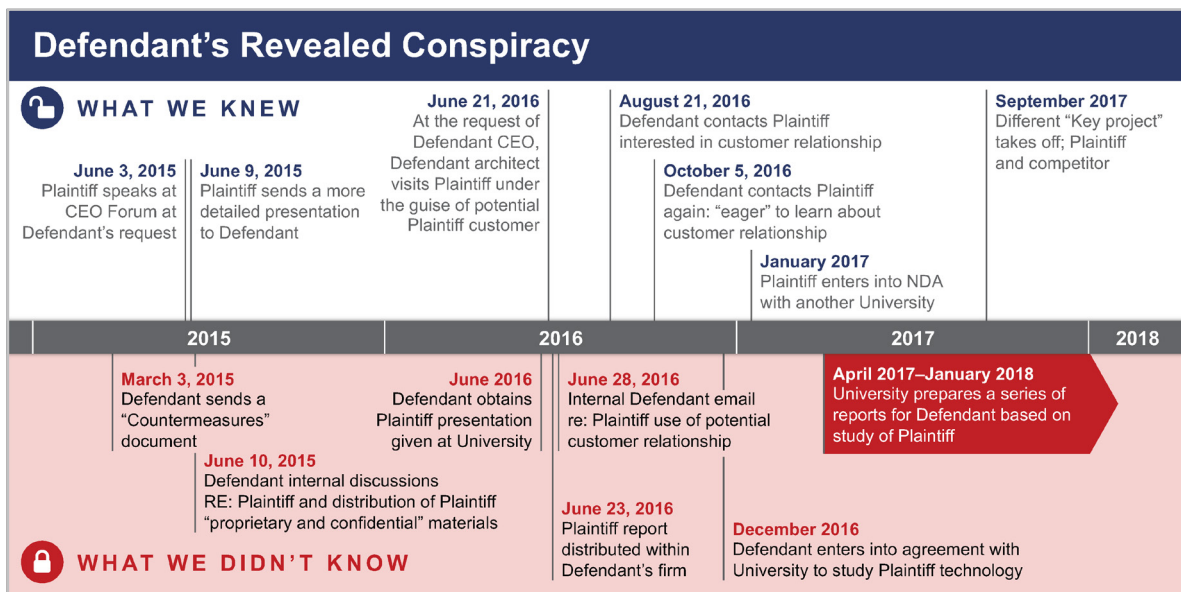 Defendant’s Revealed Conspiracy
WHAT WE KNEW
June 3, 2015
Plaintiff speaks at
CEO Forum at
Defendant’s request
June 9, 2015
Plaintiff sends a more
detailed presentation
to Defendant
June 21, 2016
At the request of
Defendant CEO,
Defendant architect
visits Plaintiff under
the guise of potential
Plaintiff customer
August 21, 2016
Defendant contacts Plaintiff
interested in customer relationship
October 5, 2016
Defendant contacts Plaintiff
again: “eager” to learn about
customer relationship
January 2017
Plaintiff enters into NDA
with another University
September 2017
Different “Key project”
takes off; Plaintiff
and competitor
2015
2016
2017
2018
March 3, 2015
Defendant sends a
“Countermeasures”
document
June 10, 2015
Defendant internal discussions
RE: Plaintiff and distribution of Plaintiff
“proprietary and confidential” materials
June 2016
Defendant obtains
Plaintiff presentation
given at University
June 28, 2016
Internal Defendant email
re: Plaintiff use of potential
customer relationship
June 23, 2016
Plaintiff report
distributed within
Defendant’s firm
December 2016
Defendant enters into agreement with
University to study Plaintiff technology
April 2017–January 2018
University prepares a series of
reports for Defendant based on
study of Plaintiff
WHAT WE DIDN’T KNOW